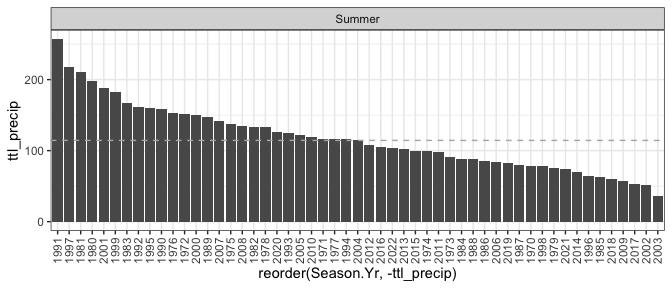 Summer
ttl_precip
200
100
0
1991 1997 1981 1980 2001 1999 1983 1992 1995 1990 1976 1972 2000 1989 2007 1975 2008 1982 1978 2020 1993 2005 2010 1971 1977 1994 2004 2012 2016 2022 2013 2015 1974 2011 1973 1984 1988 1986 2006 2019 1987 1970 1998 1979 2021 2014 1996 1985 2018 2009 2017 2002 2003
reorder(Season.Yr, -ttl_precip)